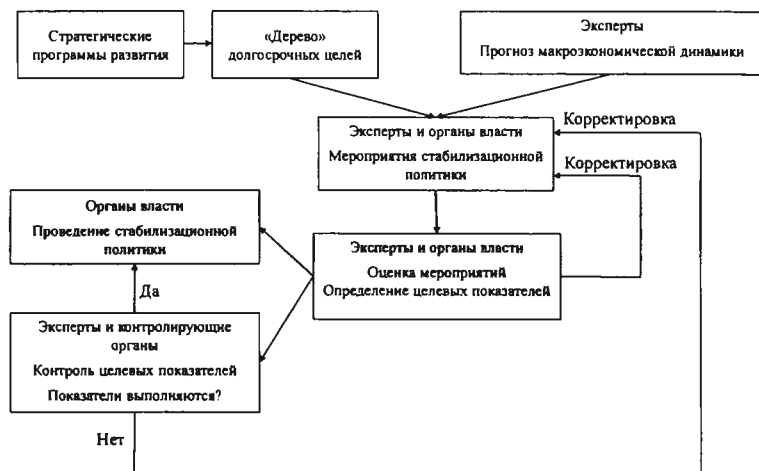 Стратегические
программы развития
«Дерево»
долгосрочных целей
Эксперты
Прогноз макроэкономической динамики
Эксперты и органы власти
Мероприятия стабилизационной
политики
Корректировка
Корректировка
Органы власти
Проведение стабилизационной
политики
Эксперты и органы власти
Оценка мероприятий
Определение целевых показателей
Да
Эксперты и контролирующие
органы
Контроль целевых показателей
Показатели выполняются?
Нет